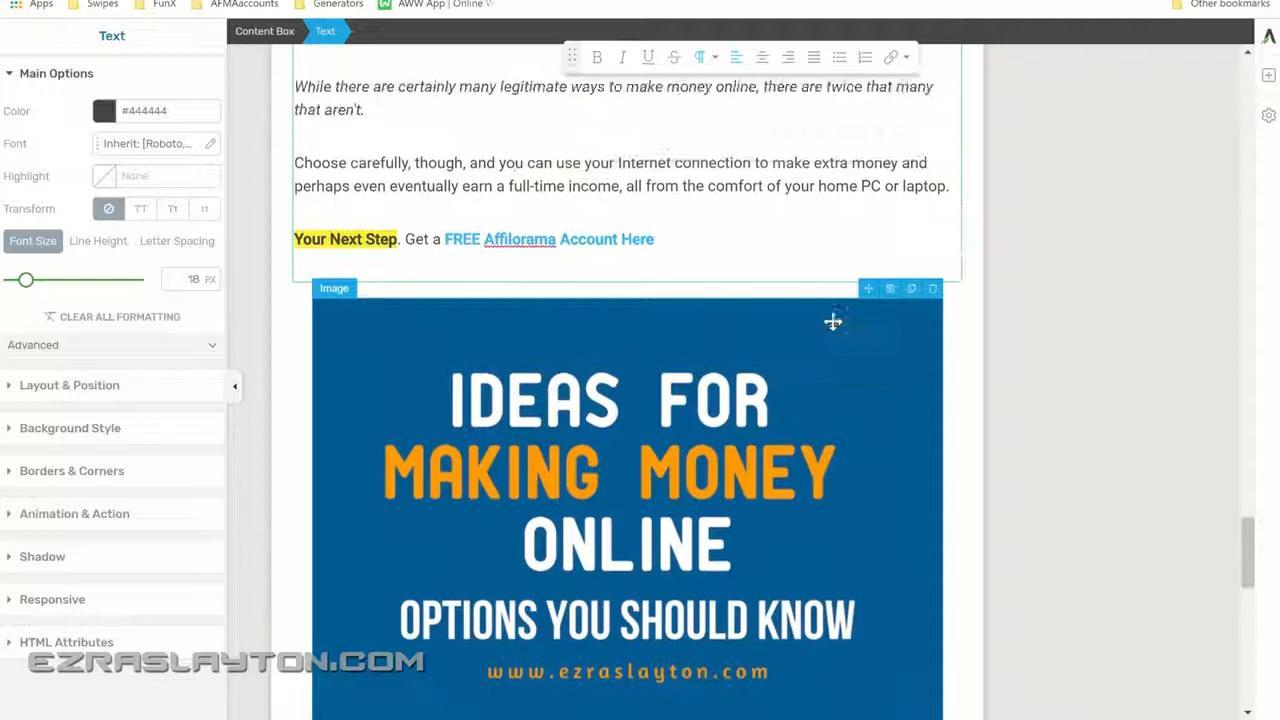 Apps Swipes FunX AFMAaccounts Generators AWW App | Online Other bookmarks
Text
Content Box Text
Main Options
Color #444444
Font Inherit: [Roboto,...
Highlight None
Transform TT Tt tt
Font Size Line Height Letter Spacing
18 PX
CLEAR ALL FORMATTING
Advanced
Layout & Position
Background Style
Borders & Corners
Animation & Action
Shadow
Responsive
HTML Attributes
B I U S ¶
While there are certainly many legitimate ways to make money online, there are twice that many
that aren't.
Choose carefully, though, and you can use your Internet connection to make extra money and
perhaps even eventually earn a full-time income, all from the comfort of your home PC or laptop.
Your Next Step. Get a FREE Affilorama Account Here
Image
IDEAS FOR
MAKING MONEY
ONLINE
OPTIONS YOU SHOULD KNOW
www.ezraslayton.com
EZRASLAYTON.COM